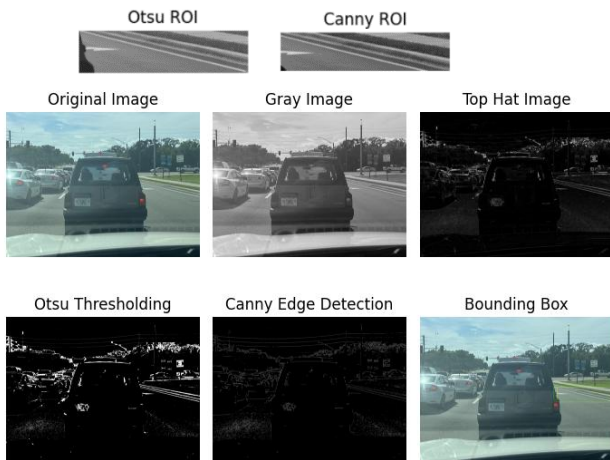 Otsu ROI
Canny ROI
Original Image
Gray Image
Top Hat Image
Otsu Thresholding
Canny Edge Detection
Bounding Box